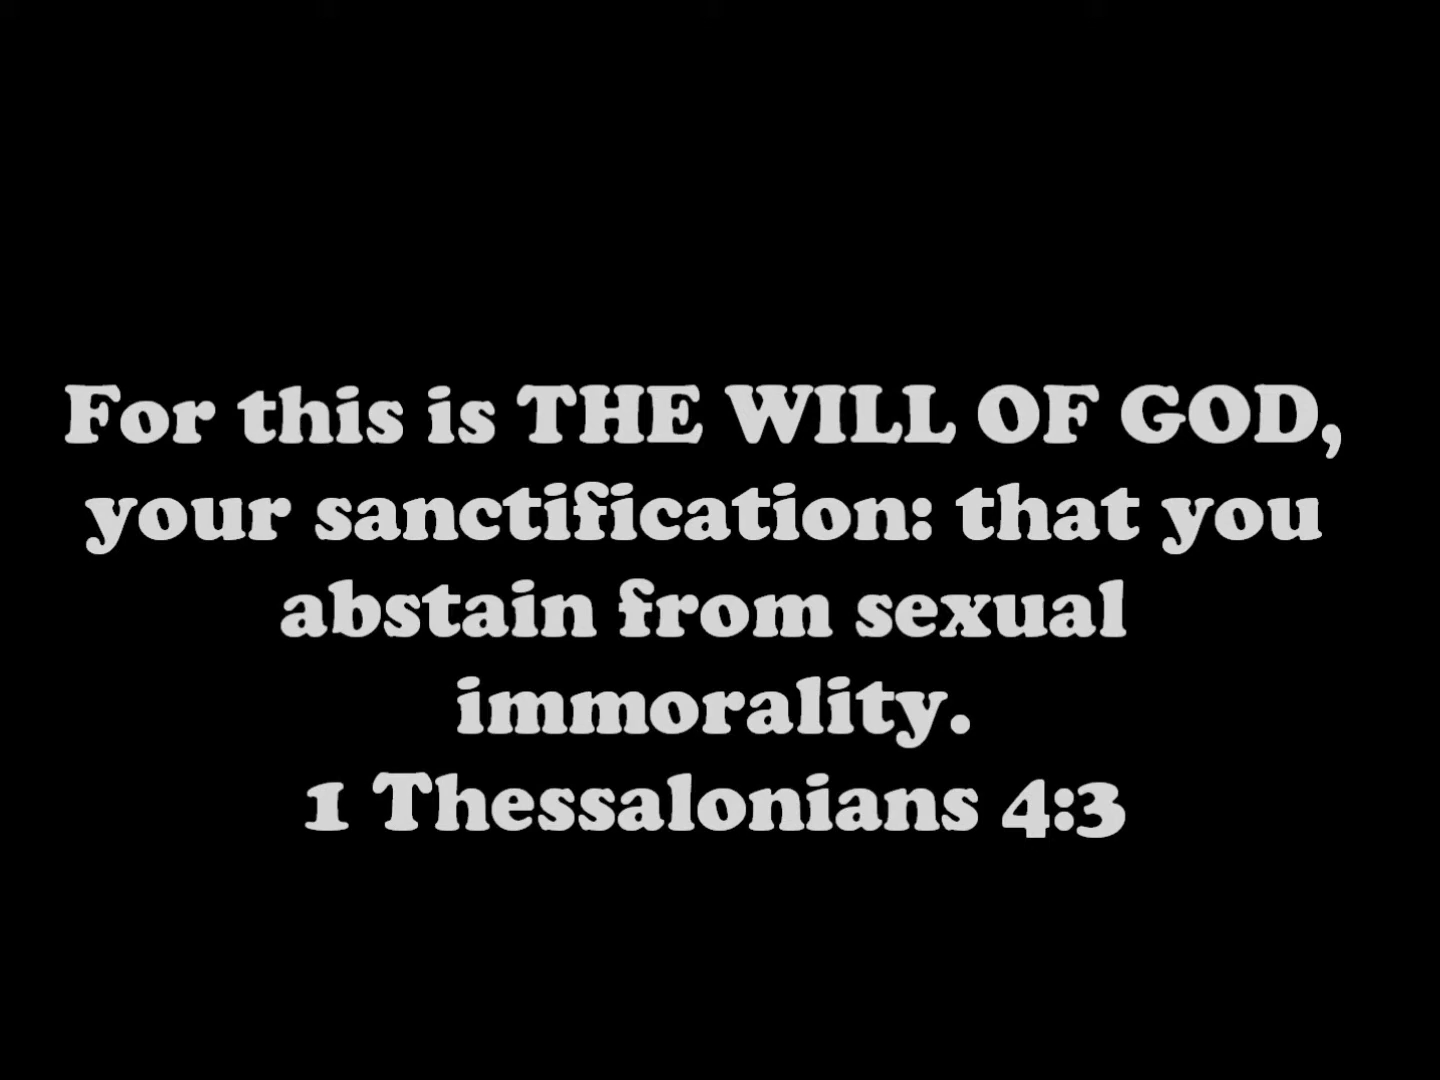 For this is THE WILL OF GOD,
your sanctification: that you
abstain from sexual
immorality.
1 Thessalonians 4:3